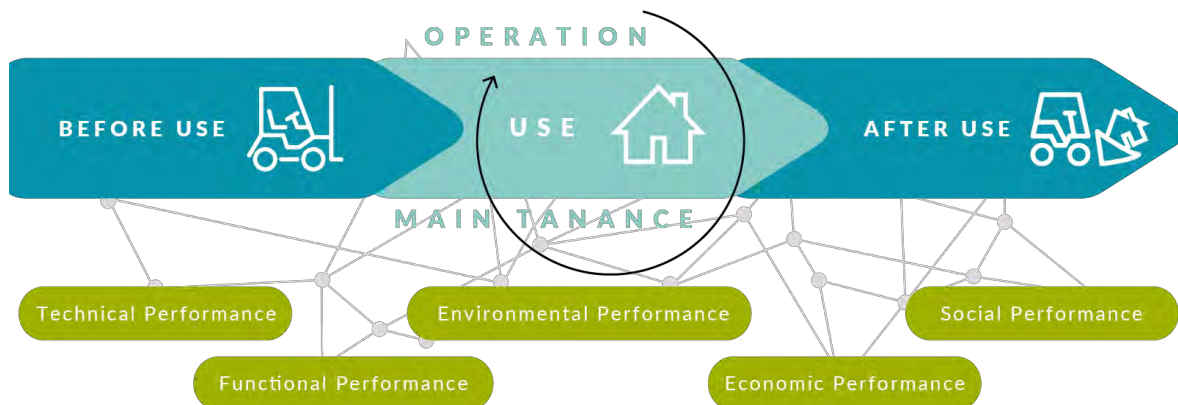 OPERATION
BEFORE USE
USE
AFTER USE
MAIN TANANCE
Technical Performance
Environmental Performance
Social Performance
Functional Performance
Economic Performance